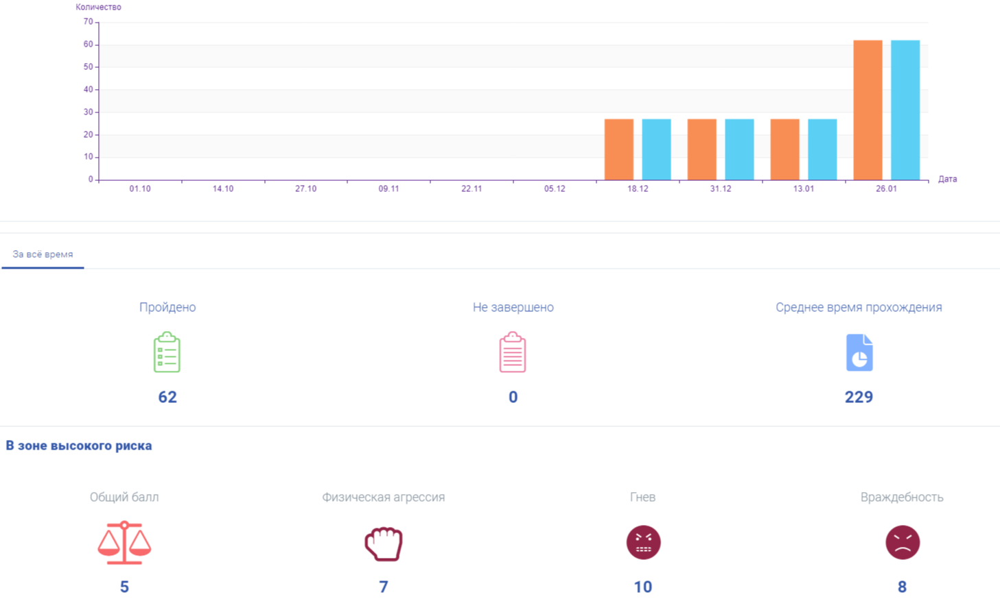 Количество
70
60
50
40
30
20
10
0
01.10 14.10 27.10 09.11 22.11 05.12 18.12 31.12 13.01 26.01
Дата
За всё время
Пройдено Не завершено Среднее время прохождения
62 0 229
В зоне высокого риска
Общий балл Физическая агрессия Гнев Враждебность
5 7 10 8